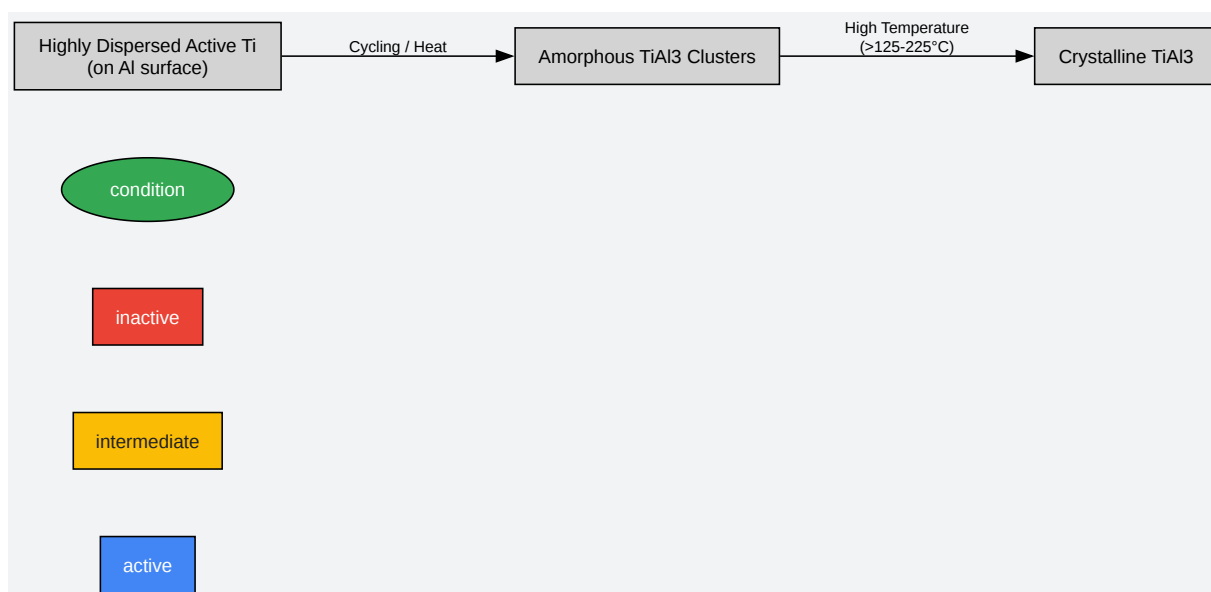 Highly Dispersed Active Ti
(on Al surface)
Cycling / Heat
Amorphous TiAl3 Clusters
High Temperature
(>125-225°C)
Crystalline TiAl3
condition
inactive
intermediate
active